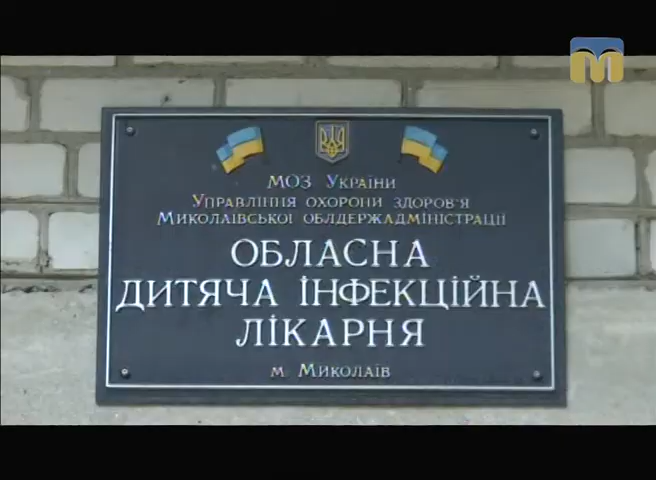 МОЗ України
Управління охорони здоров'я
Миколаївської облдержадміністрації
ОБЛАСНА
ДИТЯЧА ІНФЕКЦІЙНА
ЛІКАРНЯ
м. Миколаїв